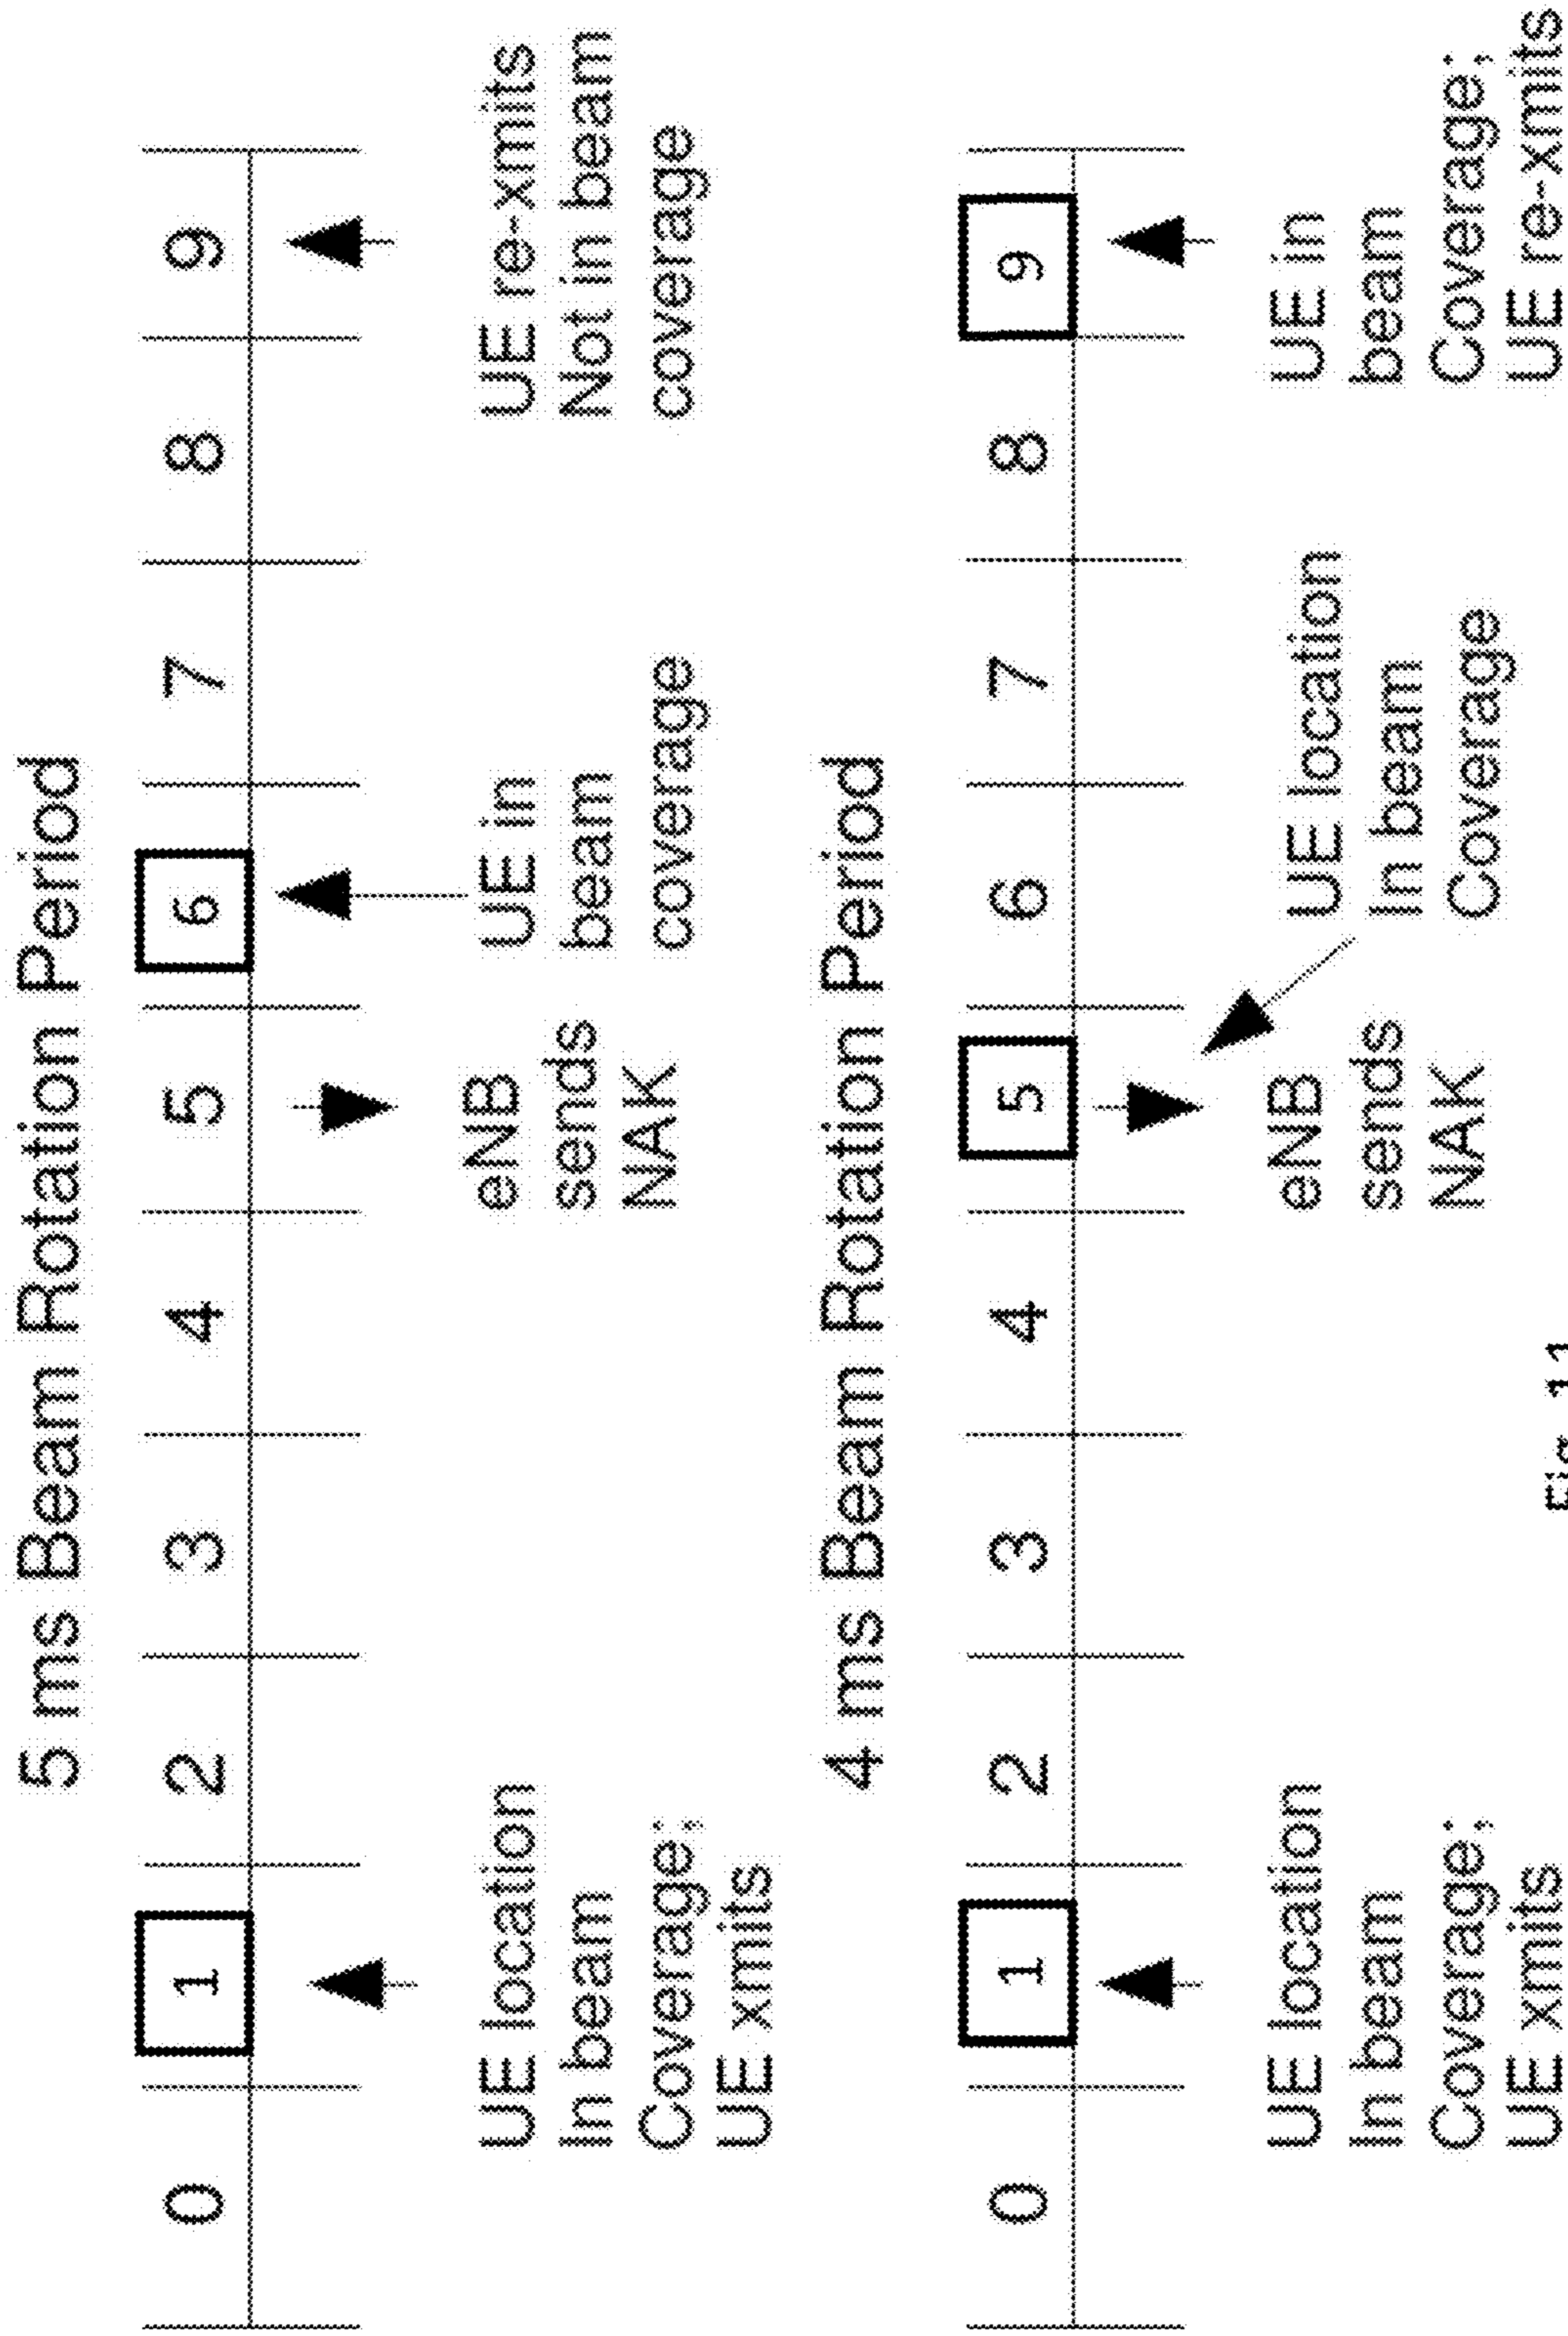 5 ms Beam Rotation Period
0 1 2 3 4 5 6 7 8 9
UE location
In beam
Coverage;
UE xmits
eNB
sends
NAK
UE in
beam
coverage
UE re-xmits
Not in beam
coverage
4 ms Beam Rotation Period
0 1 2 3 4 5 6 7 8 9
UE location
In beam
Coverage;
UE xmits
eNB
sends
NAK
UE location
In beam
Coverage
UE in
beam
Coverage;
UE re-xmits
Fig. 11